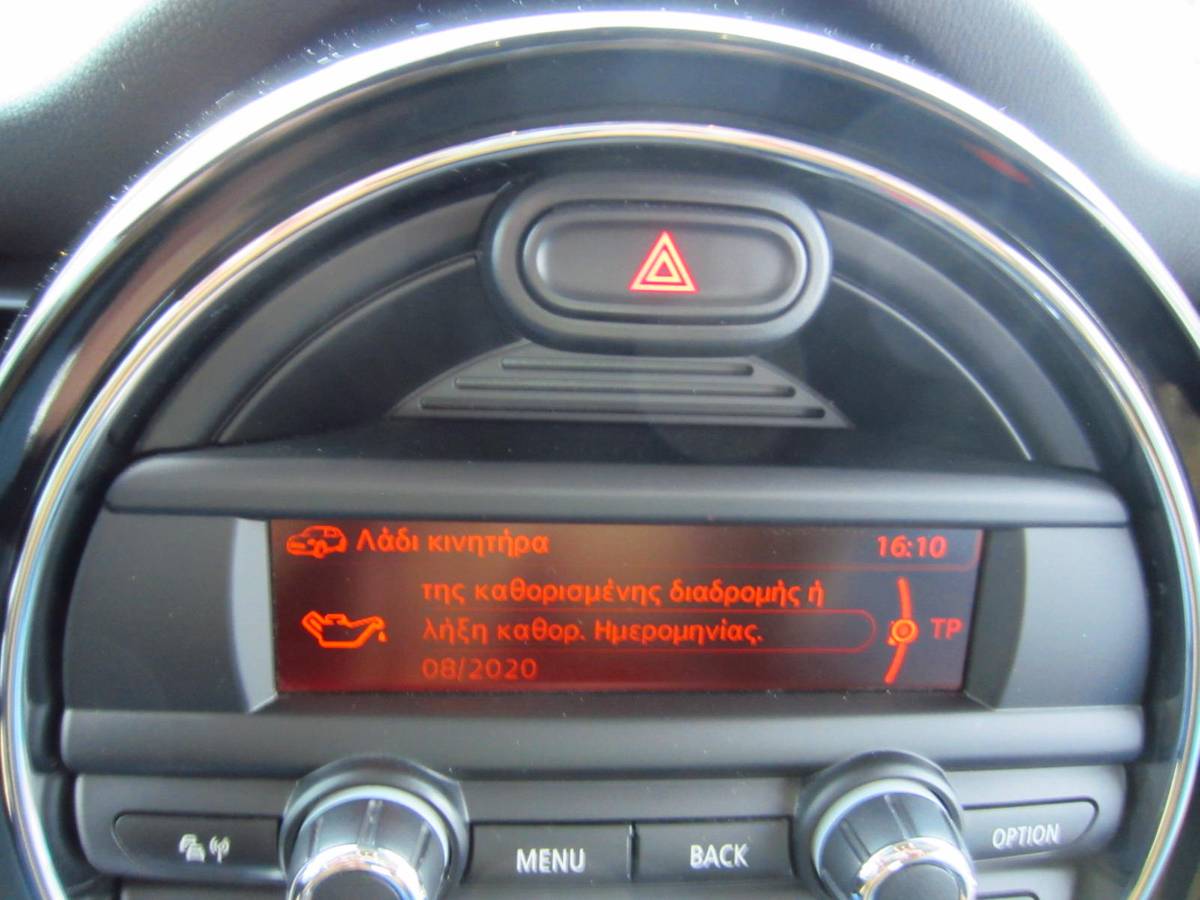 Λάδι κινητήρα 16:10
της καθορισμένης διαδρομής ή
λήξη καθορ. Ημερομηνίας. TP
08/2020
MENU BACK OPTION